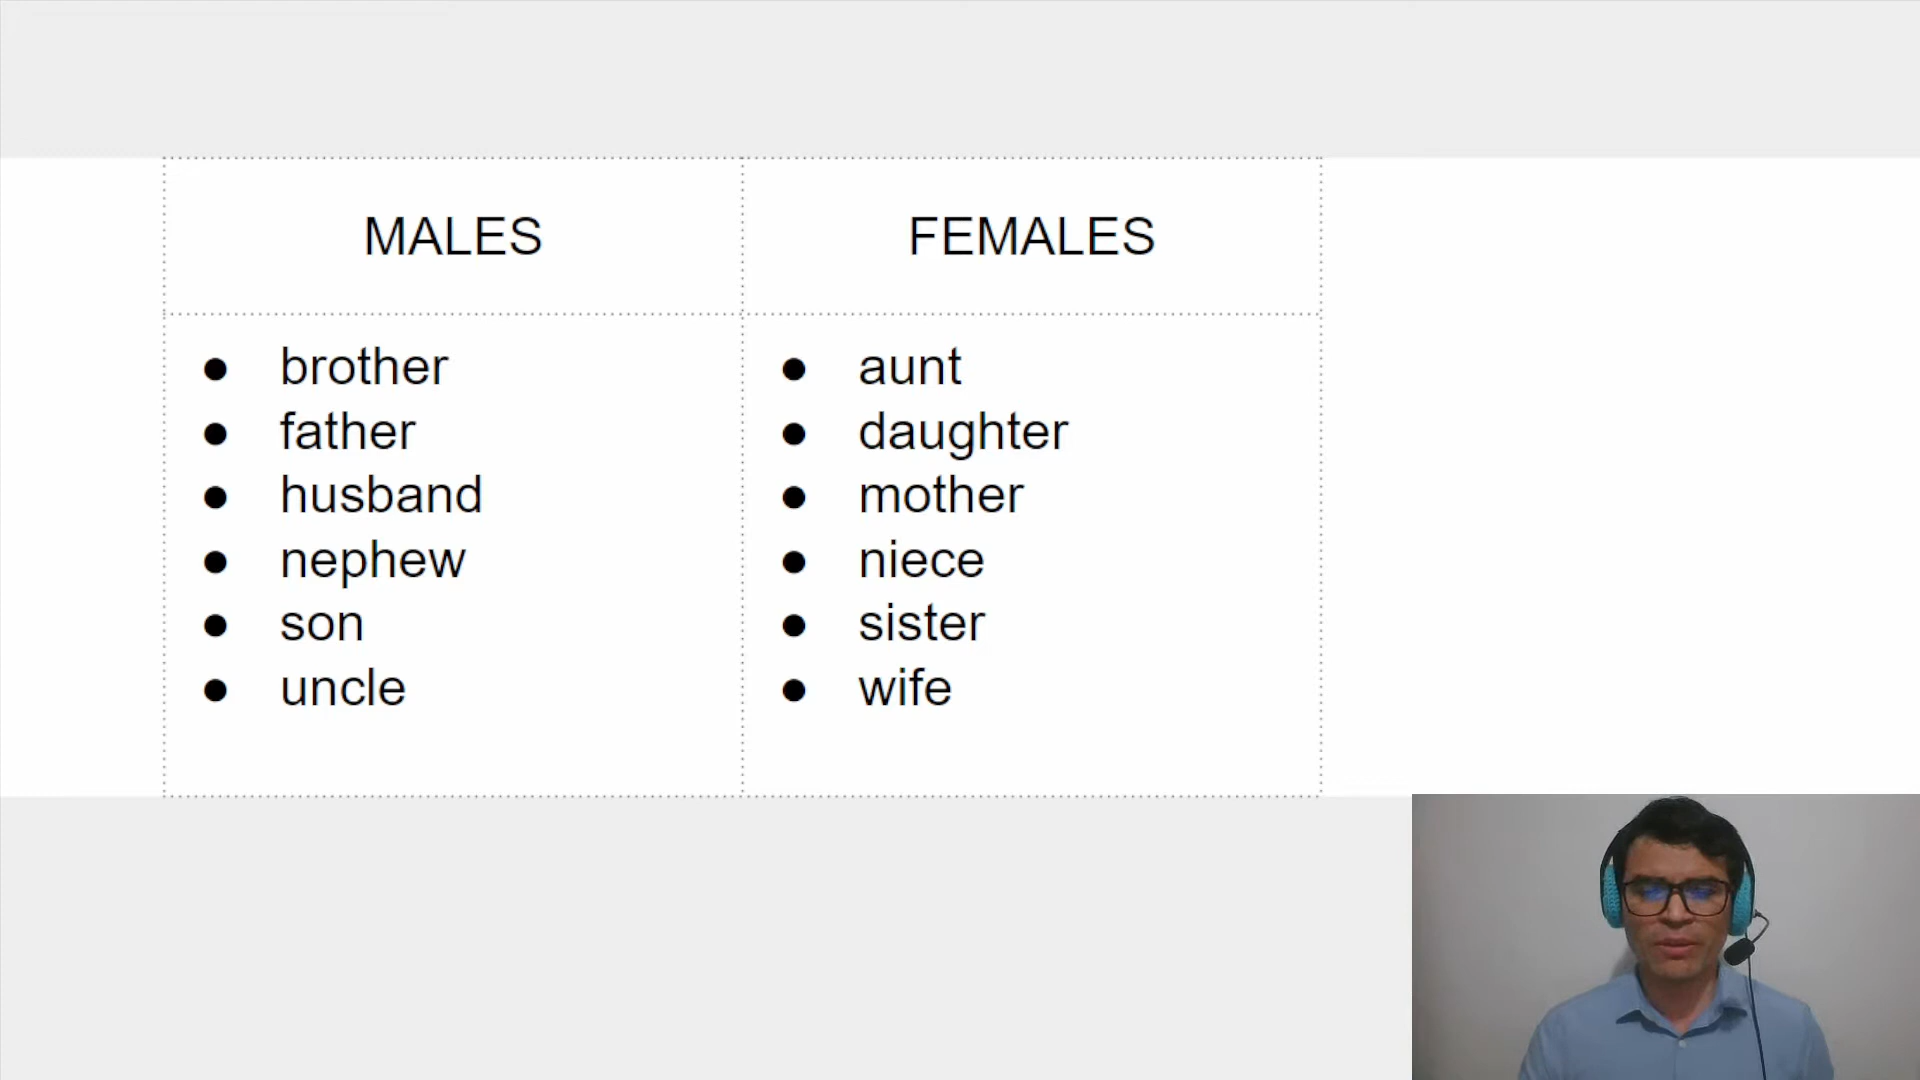 MALES
FEMALES
● brother
● father
● husband
● nephew
● son
● uncle
● aunt
● daughter
● mother
● niece
● sister
● wife